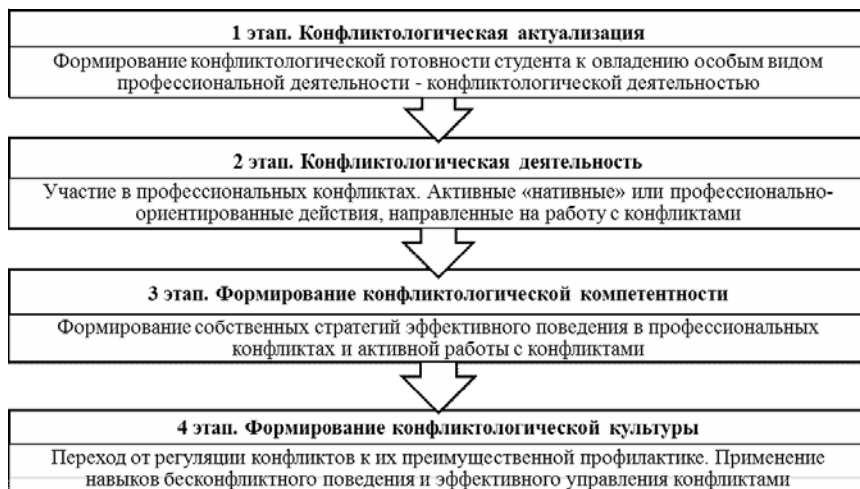 1 этап. Конфликтологическая актуализация
Формирование конфликтологической готовности студента к овладению особым видом
профессиональной деятельности - конфликтологической деятельностью
2 этап. Конфликтологическая деятельность
Участие в профессиональных конфликтах. Активные «нативные» или профессионально-
ориентированные действия, направленные на работу с конфликтами
3 этап. Формирование конфликтологической компетентности
Формирование собственных стратегий эффективного поведения в профессиональных
конфликтах и активной работы с конфликтами
4 этап. Формирование конфликтологической культуры
Переход от регуляции конфликтов к их преимущественной профилактике. Применение
навыков бесконфликтного поведения и эффективного управления конфликтами